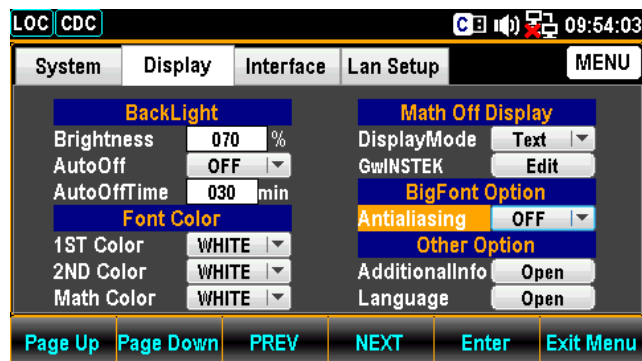 LOC CDC C 09:54:03
System Display Interface Lan Setup MENU
BackLight
Brightness 070 %
AutoOff OFF
AutoOffTime 030 min
Font Color
1ST Color WHITE
2ND Color WHITE
Math Color WHITE
Math Off Display
DisplayMode Text
GWINSTEK Edit
BigFont Option
Antialiasing OFF
Other Option
AdditionalInfo Open
Language Open
Page Up Page Down PREV NEXT Enter Exit Menu